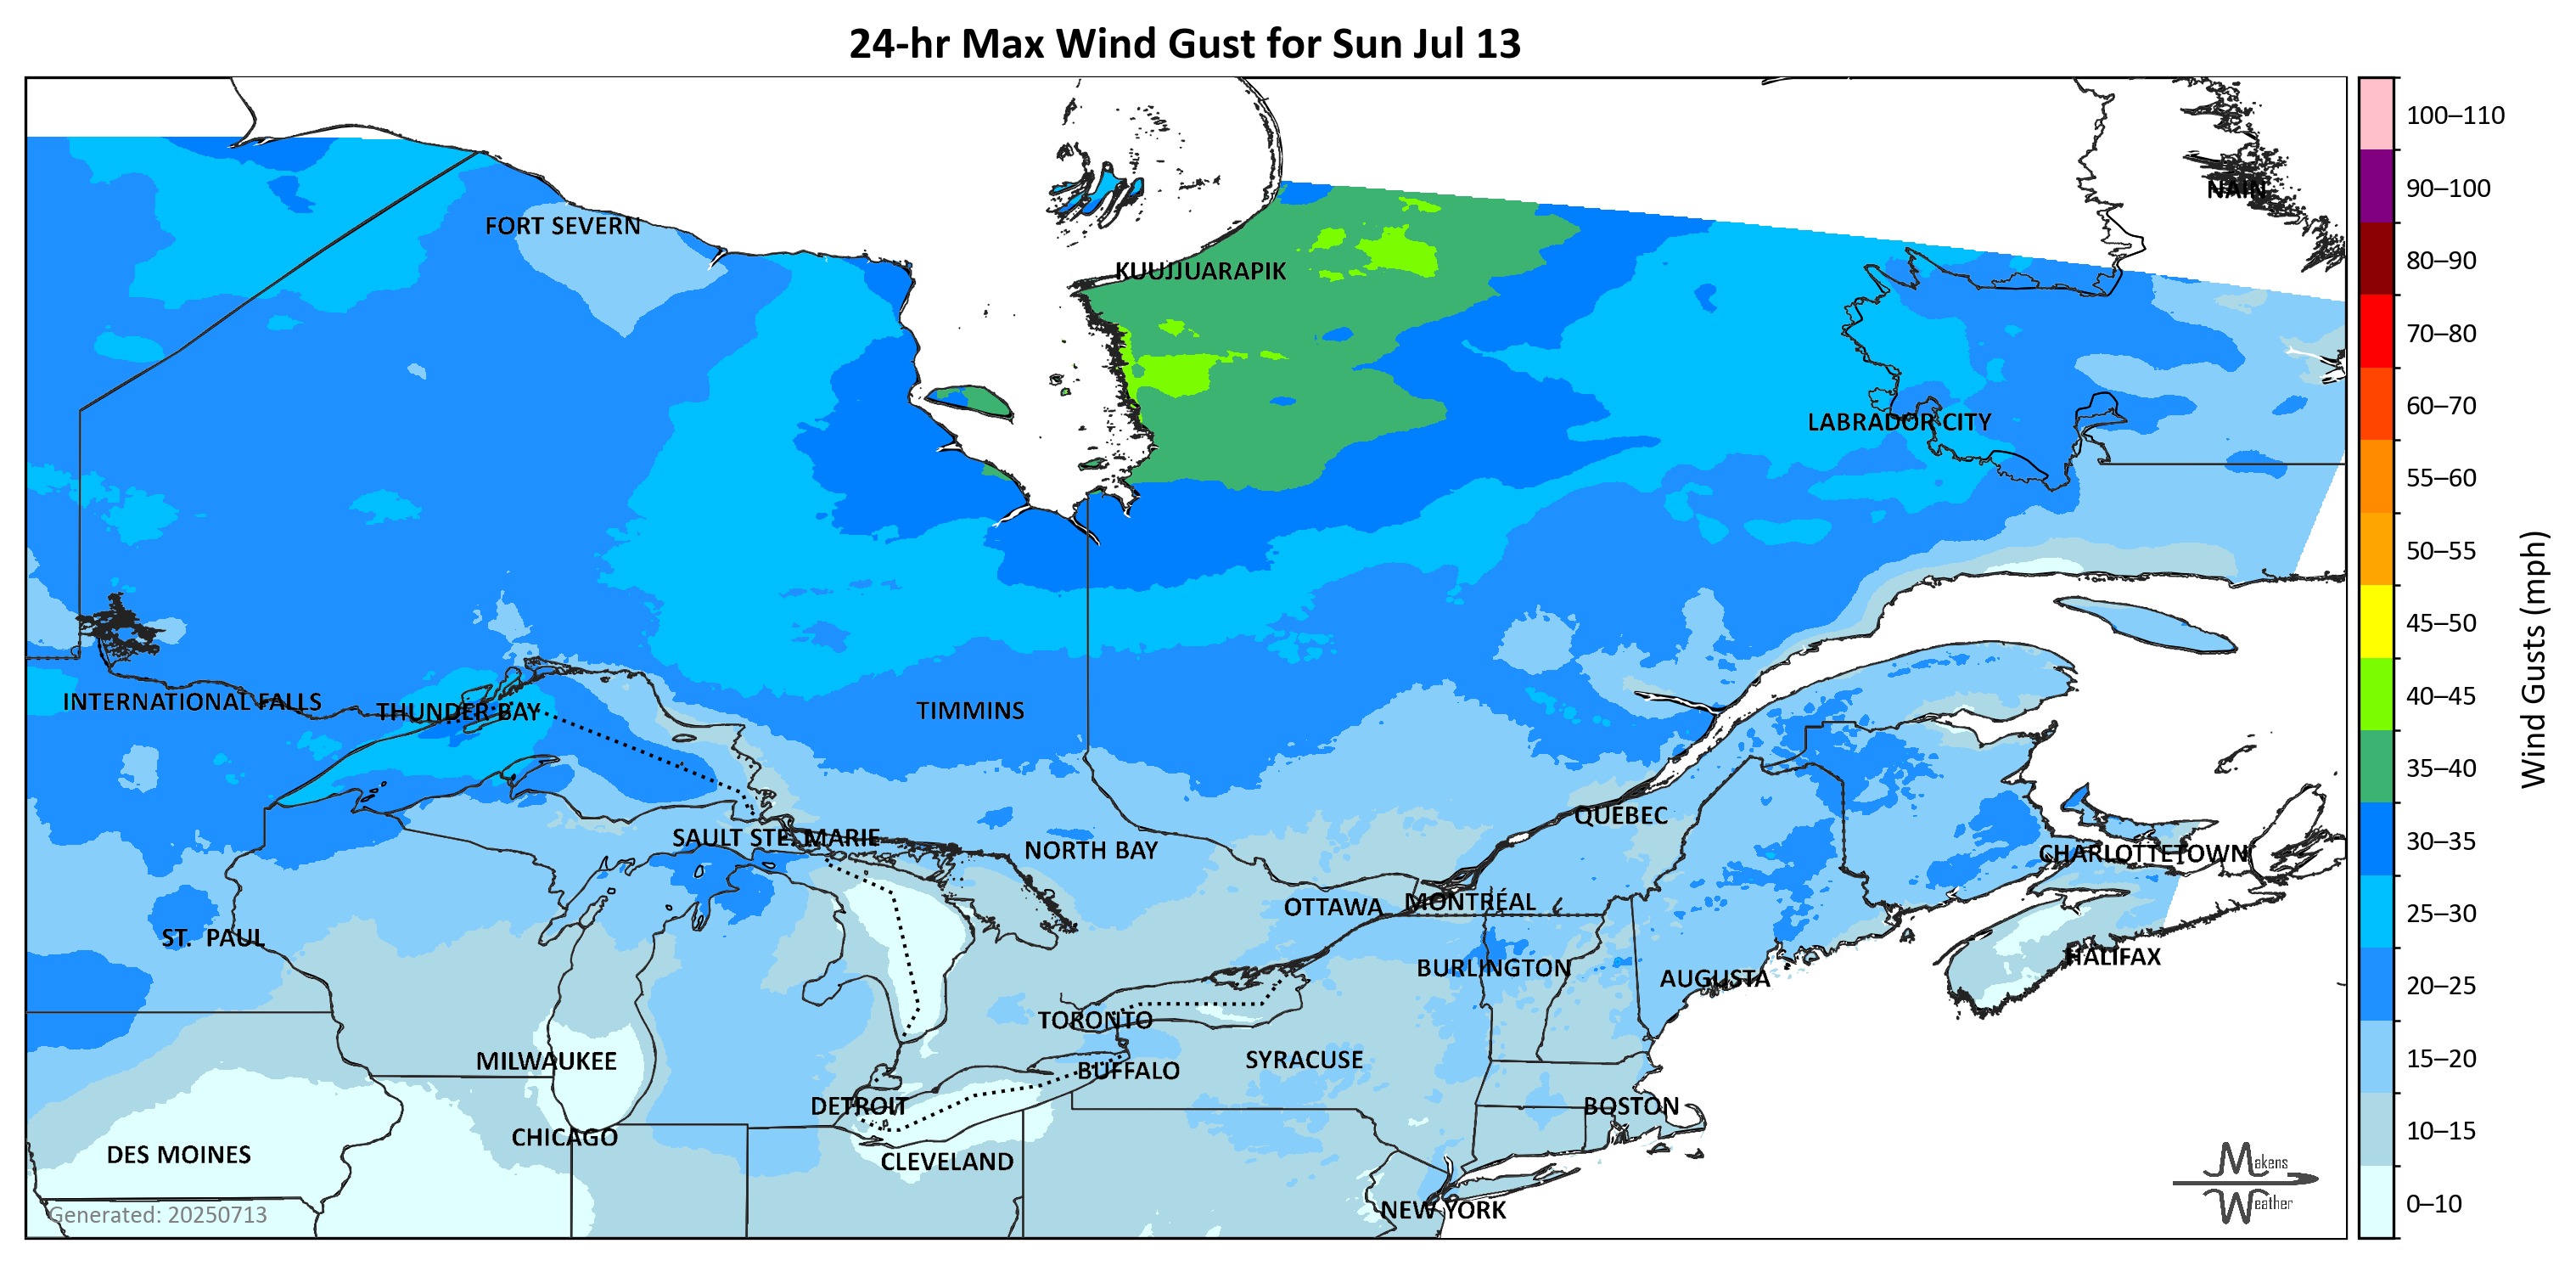 24-hr Max Wind Gust for Sun Jul 13
100–110
90–100
NAIN
FORT SEVERN
80–90
KUUJJUARAPIK
70–80
60–70
LABRADOR CITY
55–60
50–55
45–50
Wind Gusts (mph)
40–45
INTERNATIONAL FALLS
THUNDER BAY
TIMMINS
35–40
QUEBEC
30–35
SAULT STE. MARIE
NORTH BAY
CHARLOTTETOWN
OTTAWA
MONTRÉAL
25–30
ST. PAUL
HALIFAX
BURLINGTON
AUGUSTA
20–25
TORONTO
MILWAUKEE
SYRACUSE
15–20
BUFFALO
DETROIT
BOSTON
10–15
CHICAGO
DES MOINES
CLEVELAND
Makens
Weather
0–10
NEW YORK
Generated: 20250713